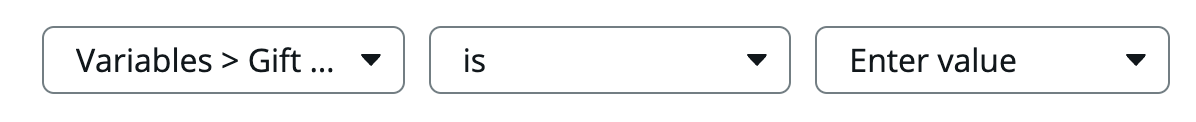 Variables > Gift ... is Enter value